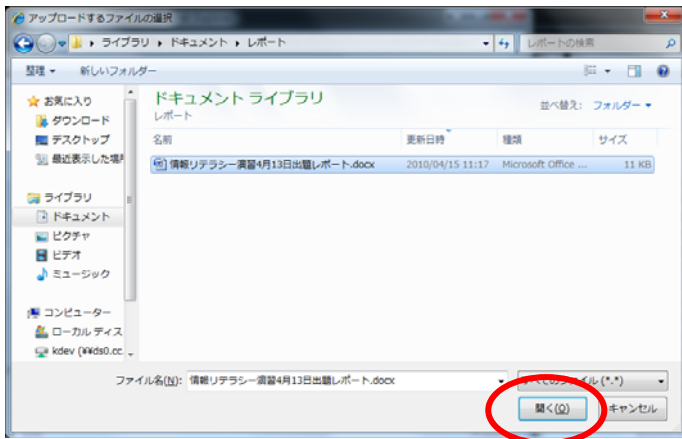 アップロードするファイルの選択
ライブラリ ▸ ドキュメント ▸ レポート
レポートの検索
整理 新しいフォルダー
お気に入り
ダウンロード
デスクトップ
最近表示した場所
ライブラリ
ドキュメント
ピクチャ
ビデオ
ミュージック
コンピューター
ローカル ディス
kdev (¥¥ds0.cc.
ドキュメント ライブラリ
レポート
並べ替え: フォルダー
名前 更新日時 種類 サイズ
情報リテラシー演習4月13日出題レポート.docx 2010/04/15 11:17 Microsoft Office ... 11 KB
ファイル名(N): 情報リテラシー演習4月13日出題レポート.docx
すべてのファイル (*.*)
開く(O) キャンセル